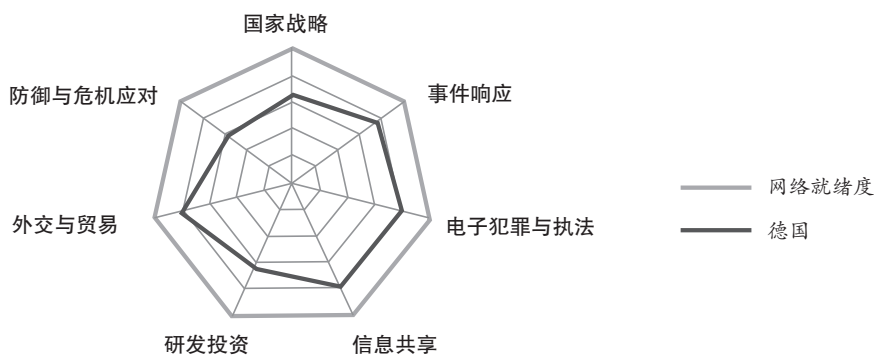 国家战略
防御与危机应对
事件响应
外交与贸易
电子犯罪与执法
研发投资
信息共享
网络就绪度
德国